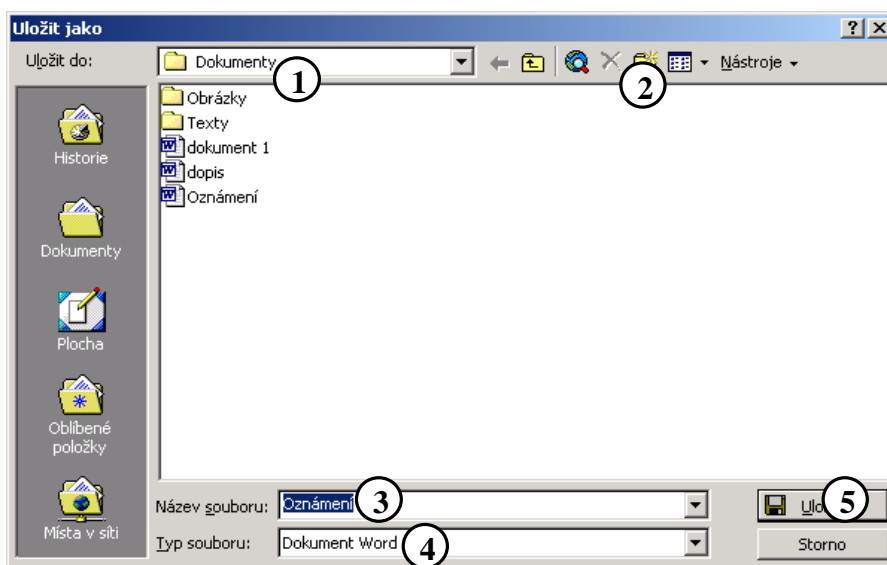 Uložit jako
Uložit do:
Dokumenty
1
2
Nástroje
Historie
Dokumenty
Plocha
Oblíbené
položky
Místa v síti
Obrázky
Texty
dokument 1
dopis
Oznámení
Název souboru:
Oznámení
3
Typ souboru:
Dokument Word
4
5
Storno